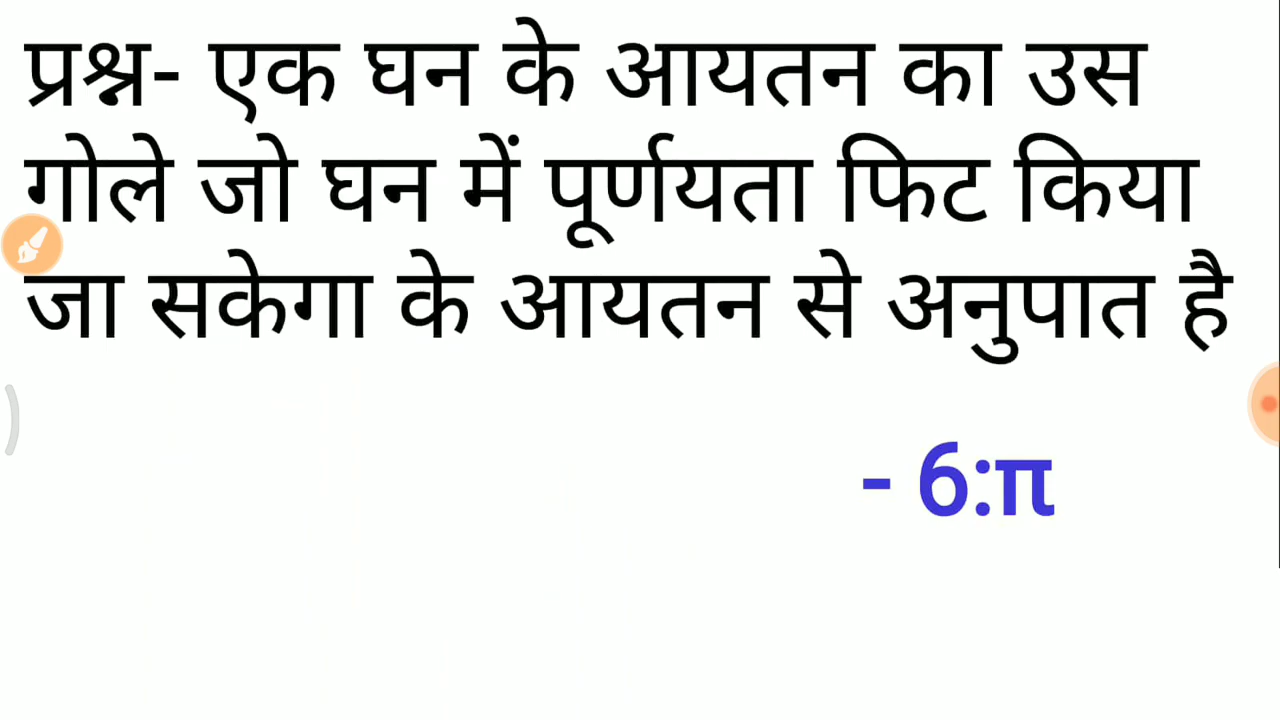 प्रश्न- एक घन के आयतन का उस
गोले जो घन में पूर्णयता फिट किया
जा सकेगा के आयतन से अनुपात है
- 6:π